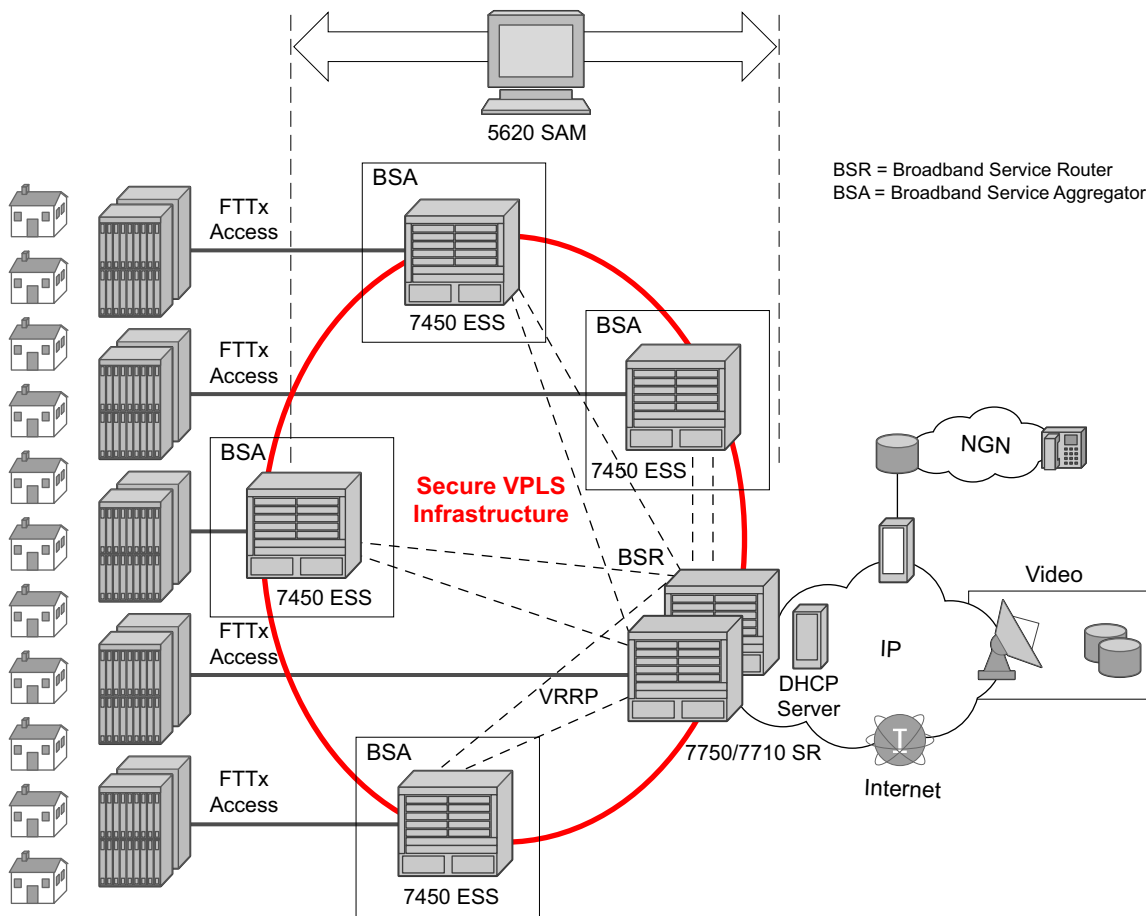 5620 SAM
BSR = Broadband Service Router
BSA = Broadband Service Aggregator
BSA
FTTx
Access
7450 ESS
BSA
FTTx
Access
7450 ESS
NGN
BSA
Secure VPLS
Infrastructure
FTTx
Access
7450 ESS
BSR
Video
FTTx
Access
IP
DHCP
Server
VRRP
7750/7710 SR
I
Internet
BSA
FTTx
Access
7450 ESS